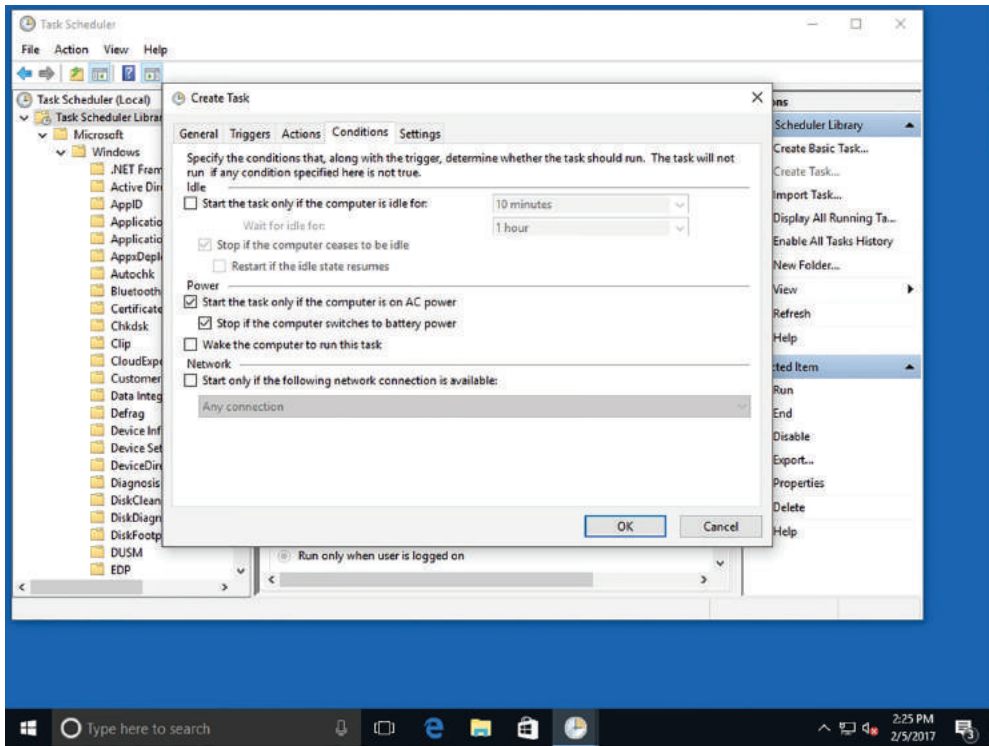 Task Scheduler
File Action View Help
Task Scheduler (Local)
Task Scheduler Librar
Microsoft
Windows
.NET Fram
Active Dir
AppID
Applicatio
Applicatio
AppxDepl
Autochk
Bluetooth
Certificate
Chkdsk
Clip
CloudExpe
Customer
Data Integ
Defrag
Device Inf
Device Set
DeviceDire
Diagnosis
DiskClean
DiskDiagn
DiskFootp
DUSM
EDP
Create Task
General Triggers Actions Conditions Settings
Specify the conditions that, along with the trigger, determine whether the task should run. The task will not
run if any condition specified here is not true.
Idle
Start the task only if the computer is idle for: 10 minutes
Wait for idle for: 1 hour
Stop if the computer ceases to be idle
Restart if the idle state resumes
Power
Start the task only if the computer is on AC power
Stop if the computer switches to battery power
Wake the computer to run this task
Network
Start only if the following network connection is available:
Any connection
OK Cancel
Run only when user is logged on
ons
Scheduler Library
Create Basic Task...
Create Task...
Import Task...
Display All Running Ta...
Enable All Tasks History
New Folder...
View
Refresh
Help
cted Item
Run
End
Disable
Export...
Properties
Delete
Help
Type here to search
2:25 PM
2/5/2017
3